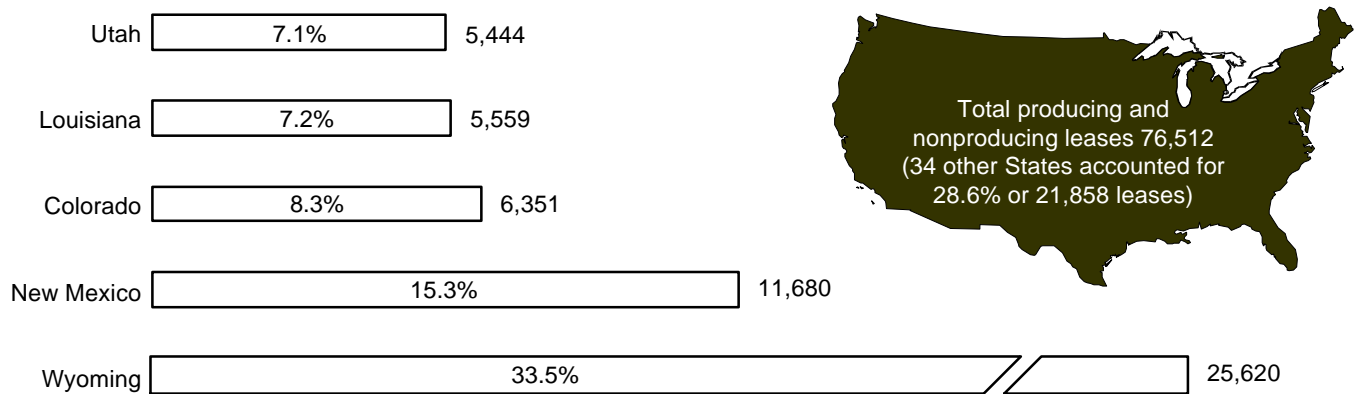 Utah 7.1% 5,444
Louisiana 7.2% 5,559
Colorado 8.3% 6,351
New Mexico 15.3% 11,680
Wyoming 33.5% 25,620
Total producing and
nonproducing leases 76,512
(34 other States accounted for
28.6% or 21,858 leases)